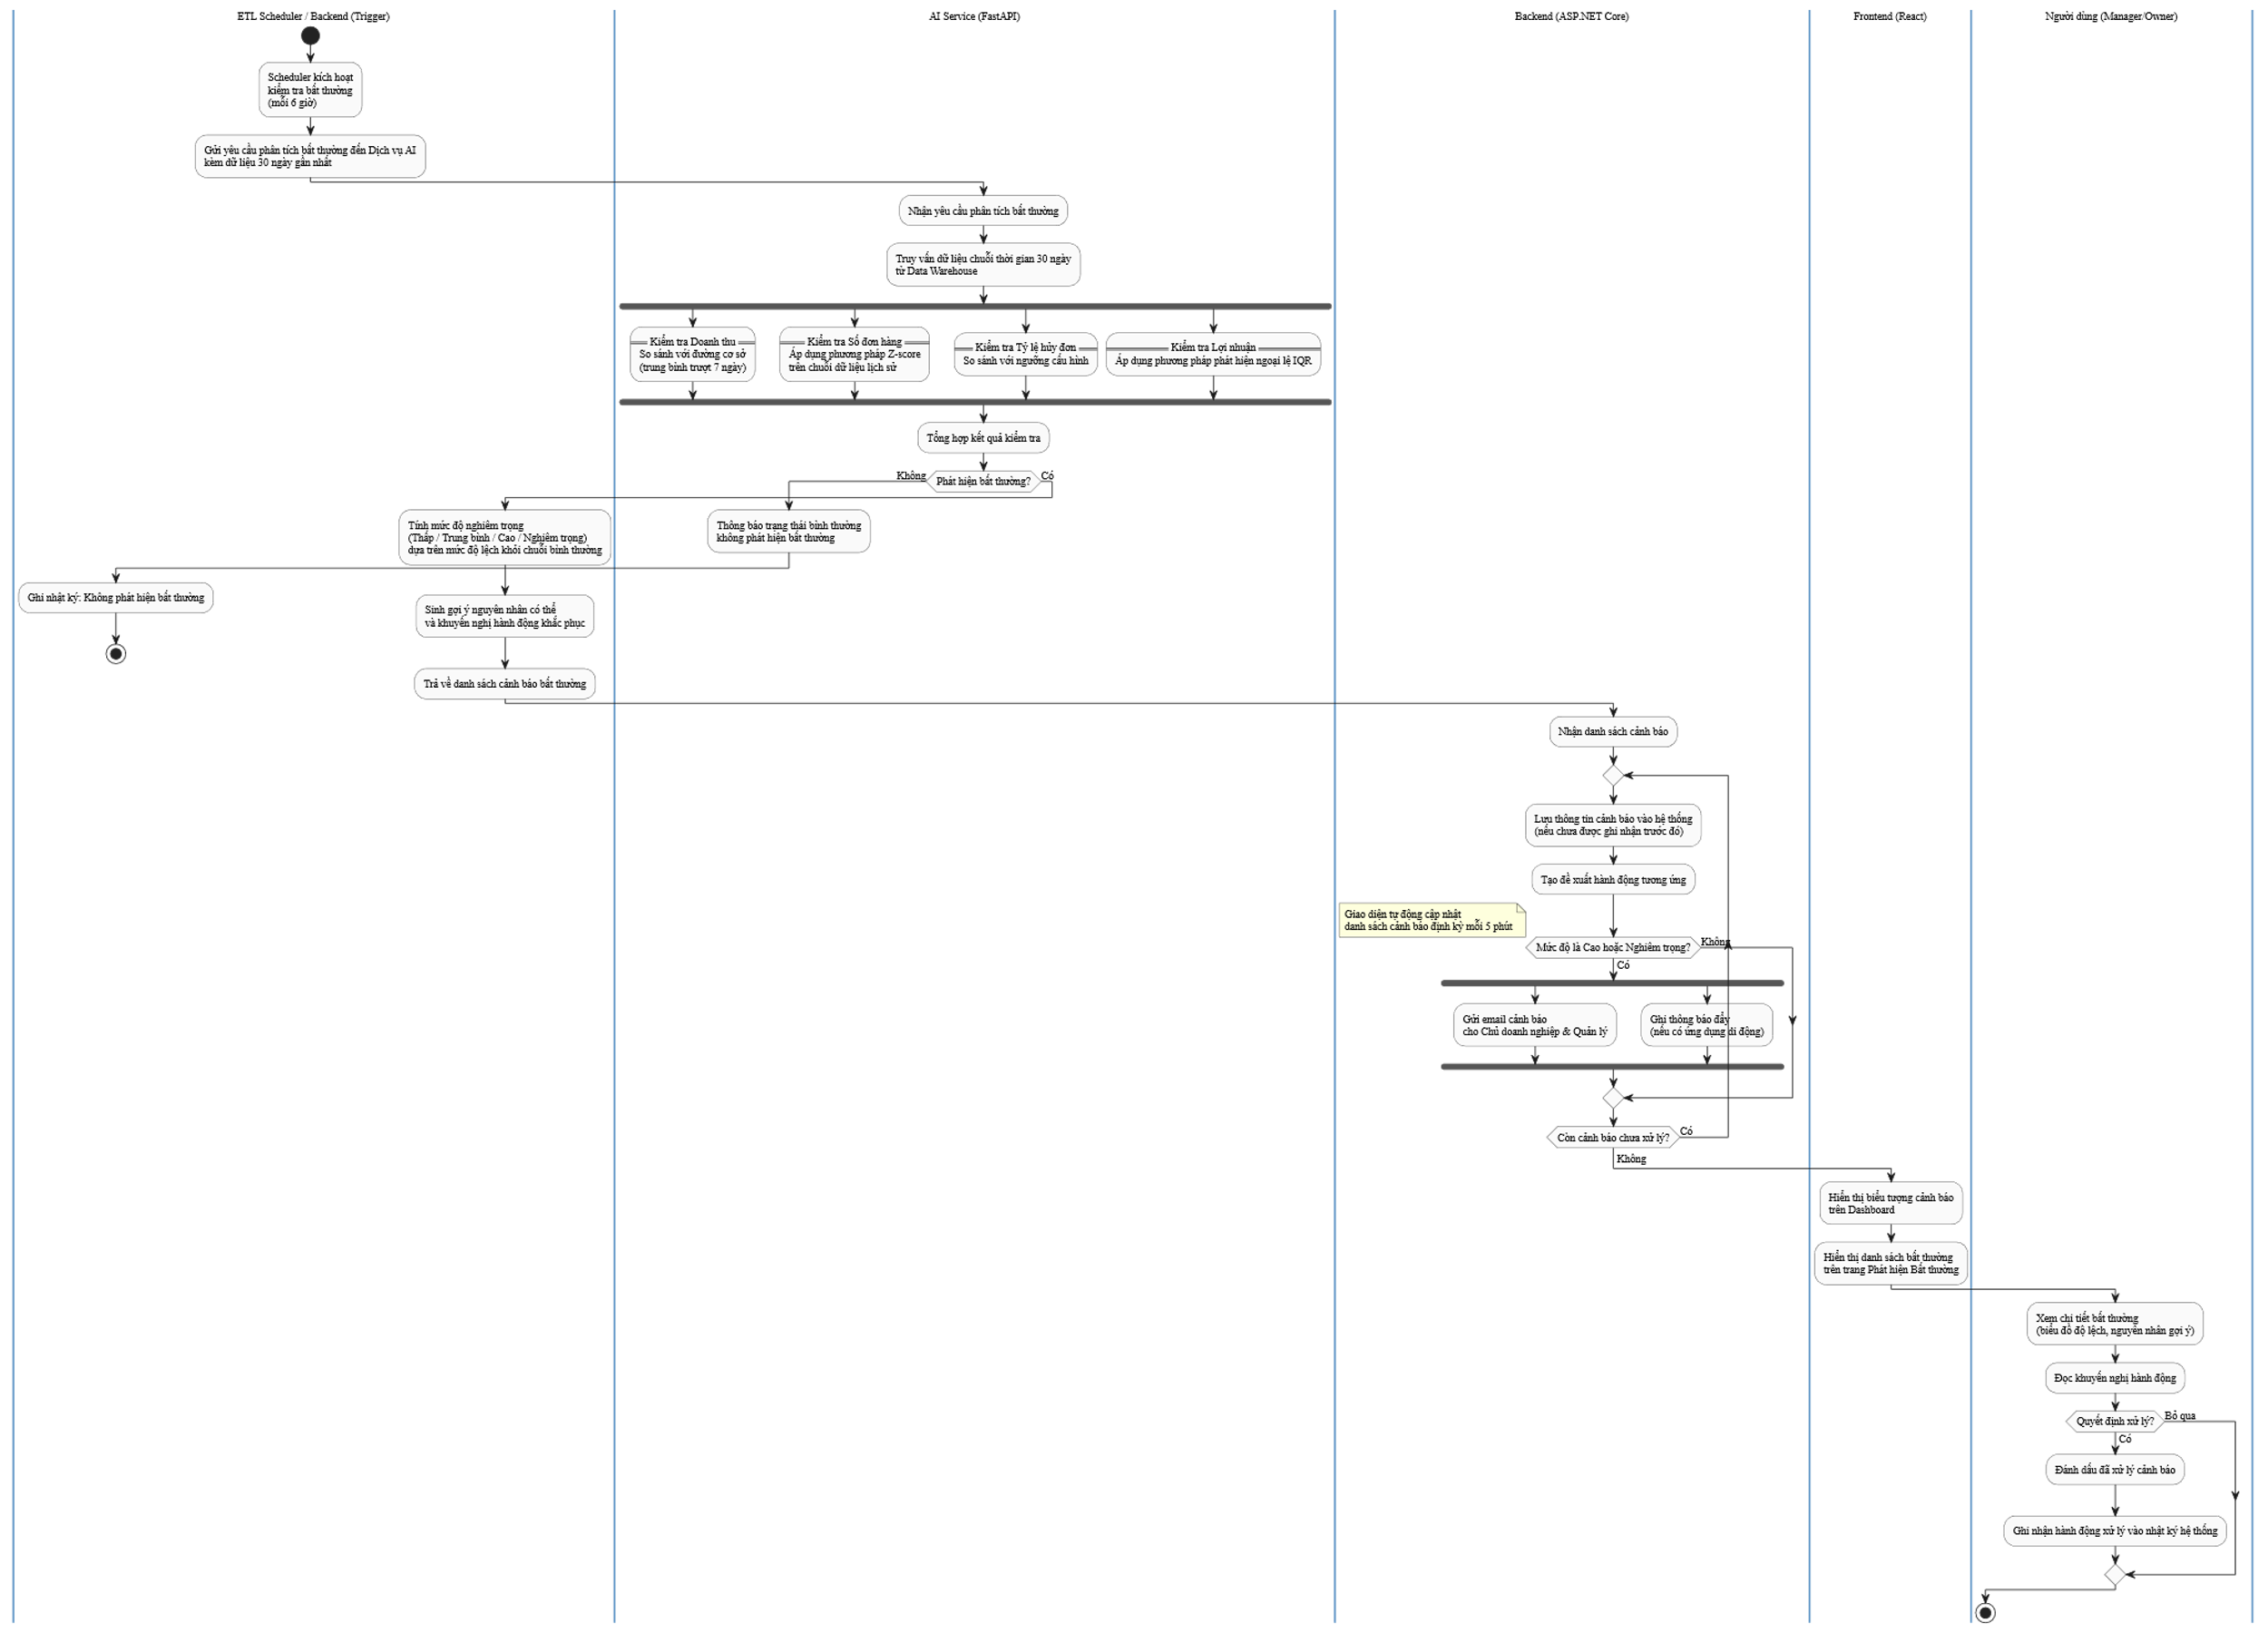 ETL Scheduler / Backend (Trigger)
AI Service (FastAPI)
Backend (ASP.NET Core)
Frontend (React)
Người dùng (Manager/Owner)
Scheduler kích hoạt
kiểm tra bất thường
(mỗi 6 giờ)
Gửi yêu cầu phân tích bất thường đến Dịch vụ AI
kèm dữ liệu 30 ngày gần nhất
Nhận yêu cầu phân tích bất thường
Truy vấn dữ liệu chuỗi thời gian 30 ngày
từ Data Warehouse
Kiểm tra Doanh thu
So sánh với đường cơ sở
(trung bình trượt 7 ngày)
Kiểm tra Số đơn hàng
Áp dụng phương pháp Z-score
trên chuỗi dữ liệu lịch sử
Kiểm tra Tỷ lệ hủy đơn
So sánh với ngưỡng cấu hình
Kiểm tra Lợi nhuận
Áp dụng phương pháp phát hiện ngoại lệ IQR
Tổng hợp kết quả kiểm tra
Không
Phát hiện bất thường?
Có
Tính mức độ nghiêm trọng
(Thấp / Trung bình / Cao / Nghiêm trọng)
dựa trên mức độ lệch khỏi chuỗi bình thường
Thông báo trạng thái bình thường
không phát hiện bất thường
Ghi nhật ký: Không phát hiện bất thường
Sinh gợi ý nguyên nhân có thể
và khuyến nghị hành động khắc phục
Trả về danh sách cảnh báo bất thường
Nhận danh sách cảnh báo
Lưu thông tin cảnh báo vào hệ thống
(nếu chưa được ghi nhận trước đó)
Tạo đề xuất hành động tương ứng
Giao diện tự động cập nhật
danh sách cảnh báo định kỳ mỗi 5 phút
Mức độ là Cao hoặc Nghiêm trọng?
Không
Có
Gửi email cảnh báo
cho Chủ doanh nghiệp & Quản lý
Ghi thông báo đẩy
(nếu có ứng dụng di động)
Còn cảnh báo chưa xử lý?
Có
Không
Hiển thị biểu tượng cảnh báo
trên Dashboard
Hiển thị danh sách bất thường
trên trang Phát hiện Bất thường
Xem chi tiết bất thường
(biểu đồ độ lệch, nguyên nhân gợi ý)
Đọc khuyến nghị hành động
Quyết định xử lý?
Bỏ qua
Có
Đánh dấu đã xử lý cảnh báo
Ghi nhận hành động xử lý vào nhật ký hệ thống